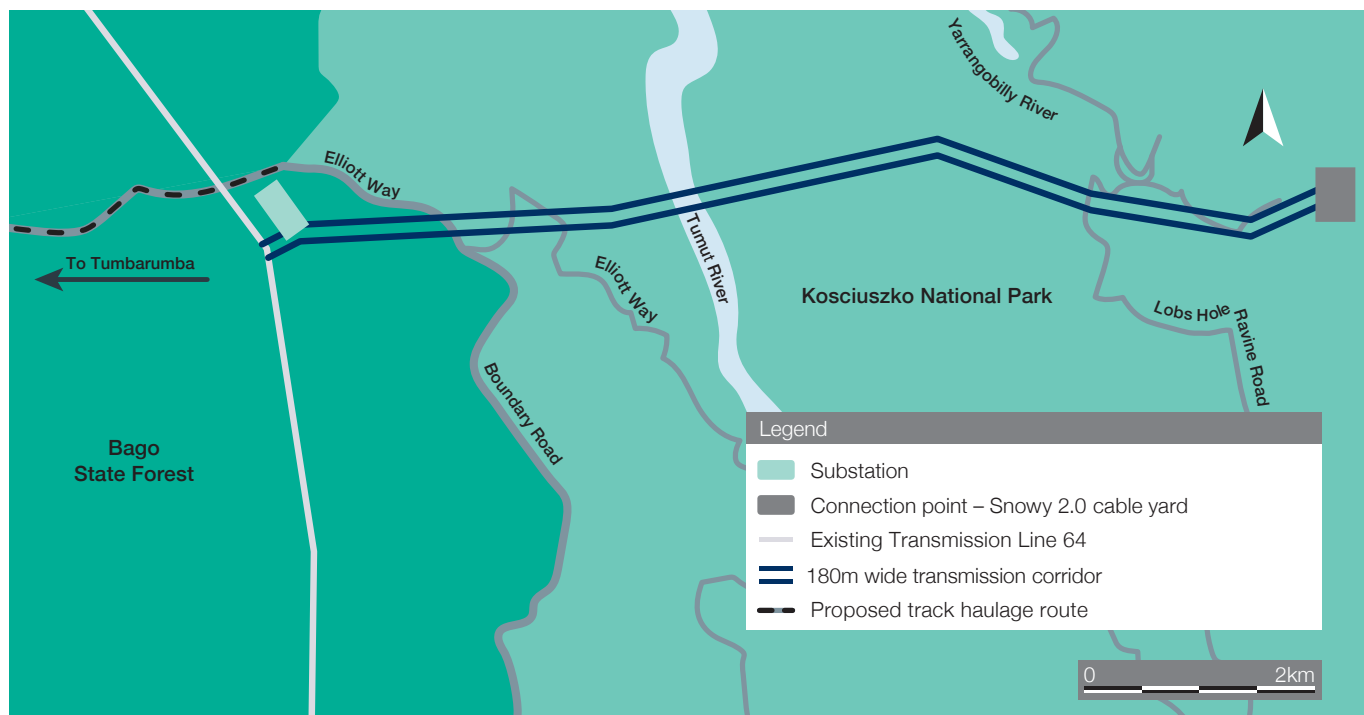 Yarrangobilly River
Elliott Way
To Tumbarumba
Tumut River
Elliott Way
Kosciuszko National Park
Lobs Hole
Ravine Road
Boundary Road
Bago
State Forest
Legend
Substation
Connection point – Snowy 2.0 cable yard
Existing Transmission Line 64
180m wide transmission corridor
Proposed track haulage route
0 2km